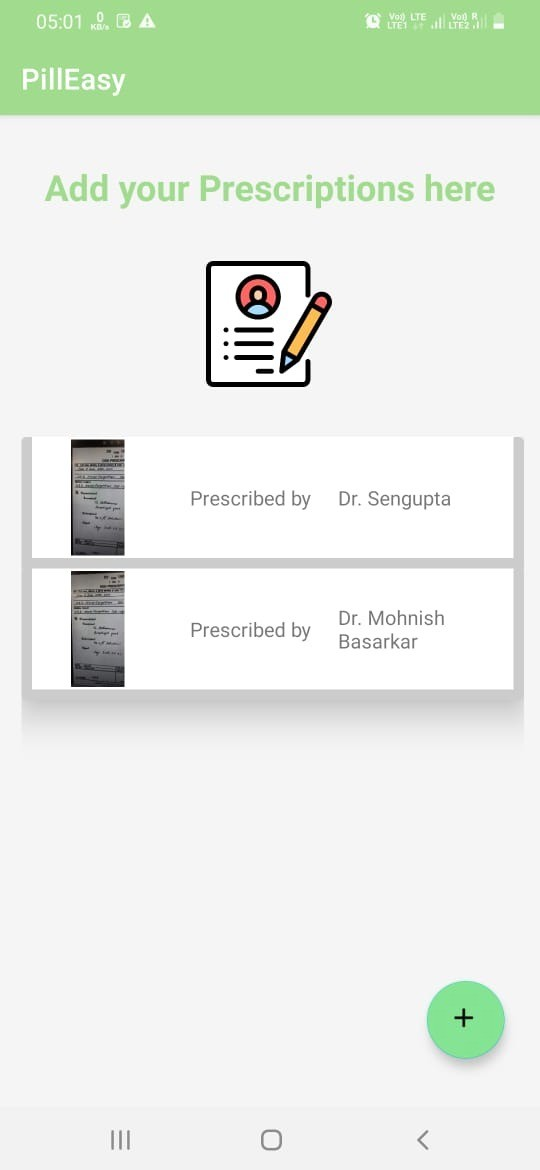 05:01 0 KB/s Vo) LTE LTE1 Vo) R LTE2
PillEasy
Add your Prescriptions here
Prescribed by Dr. Sengupta
Prescribed by Dr. Mohnish
Basarkar
+